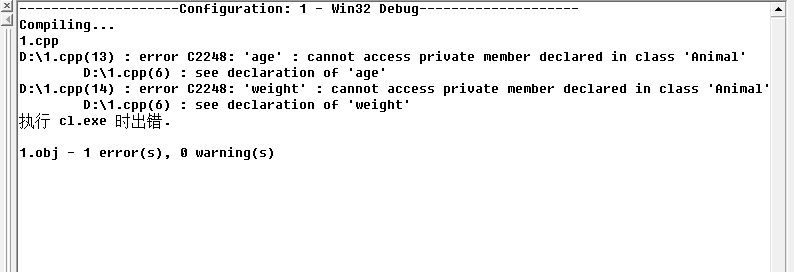 --------------------Configuration: 1 - Win32 Debug--------------------
Compiling...
1.cpp
D:\1.cpp(13) : error C2248: 'age' : cannot access private member declared in class 'Animal'
        D:\1.cpp(6) : see declaration of 'age'
D:\1.cpp(14) : error C2248: 'weight' : cannot access private member declared in class 'Animal'
        D:\1.cpp(6) : see declaration of 'weight'
执行 cl.exe 时出错.
1.obj - 1 error(s), 0 warning(s)